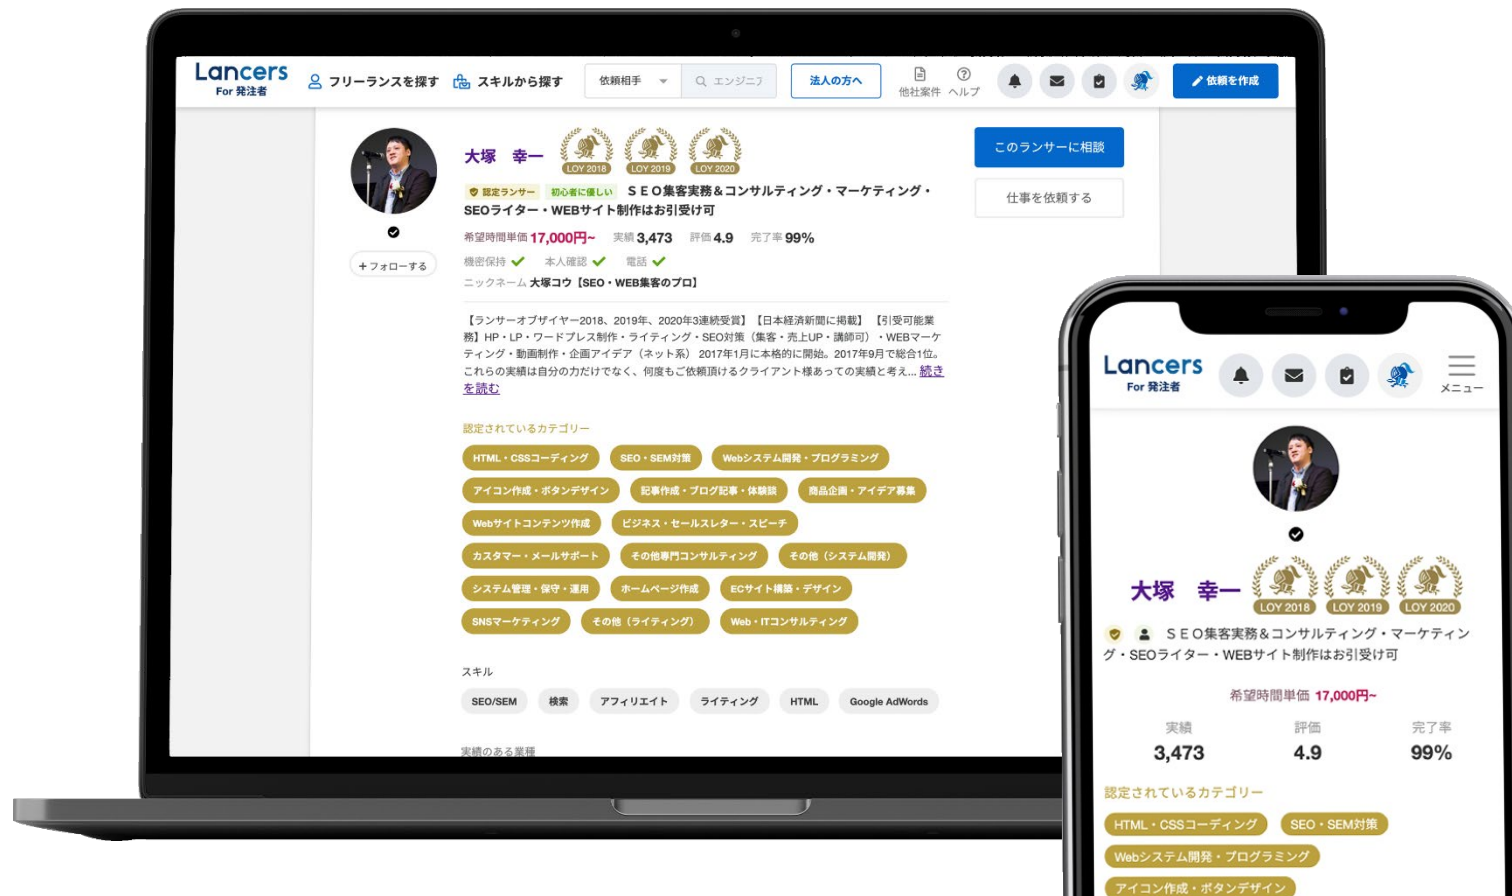 Lancers
For 発注者
フリーランスを探す
スキルから探す
依頼相手
エンジニア
法人の方へ
他社案件
ヘルプ
依頼を作成
大塚 幸一
LOY 2018
LOY 2019
LOY 2020
認定ランサー 初心者に優しい ＳＥＯ集客実務＆コンサルティング・マーケティング・
SEOライター・WEBサイト制作はお引受け可
希望時間単価 17,000円~ 実績 3,473 評価 4.9 完了率 99%
機密保持 本人確認 電話
ニックネーム 大塚コウ【SEO・WEB集客のプロ】
+フォローする
このランサーに相談
仕事を依頼する
【ランサーオブザイヤー2018、2019年、2020年3連続受賞】【日本経済新聞に掲載】 【引受可能業
務】HP・LP・ワードプレス制作・ライティング・SEO対策（集客・売上UP・講師可）・WEBマーケ
ティング・動画制作・企画アイデア（ネット系） 2017年1月に本格的に開始。2017年9月で総合1位。
これらの実績は自分の力だけでなく、何度もご依頼頂けるクライアント様あっての実績と考え... 続き
を読む
認定されているカテゴリー
HTML・CSSコーディング SEO・SEM対策 Webシステム開発・プログラミング
アイコン作成・ボタンデザイン 記事作成・ブログ記事・体験談 商品企画・アイデア募集
Webサイトコンテンツ作成 ビジネス・セールスレター・スピーチ
カスタマー・メールサポート その他専門コンサルティング その他（システム開発）
システム管理・保守・運用 ホームページ作成 ECサイト構築・デザイン
SNSマーケティング その他（ライティング） Web・ITコンサルティング
スキル
SEO/SEM 検索 アフィリエイト ライティング HTML Google AdWords
実績のある業種
Lancers
For 発注者
メニュー
大塚 幸一
LOY 2018
LOY 2019
LOY 2020
ＳＥＯ集客実務＆コンサルティング・マーケティン
グ・SEOライター・WEBサイト制作はお引受け可
希望時間単価 17,000円~
実績 評価 完了率
3,473 4.9 99%
認定されているカテゴリー
HTML・CSSコーディング SEO・SEM対策
Webシステム開発・プログラミング
アイコン作成・ボタンデザイン